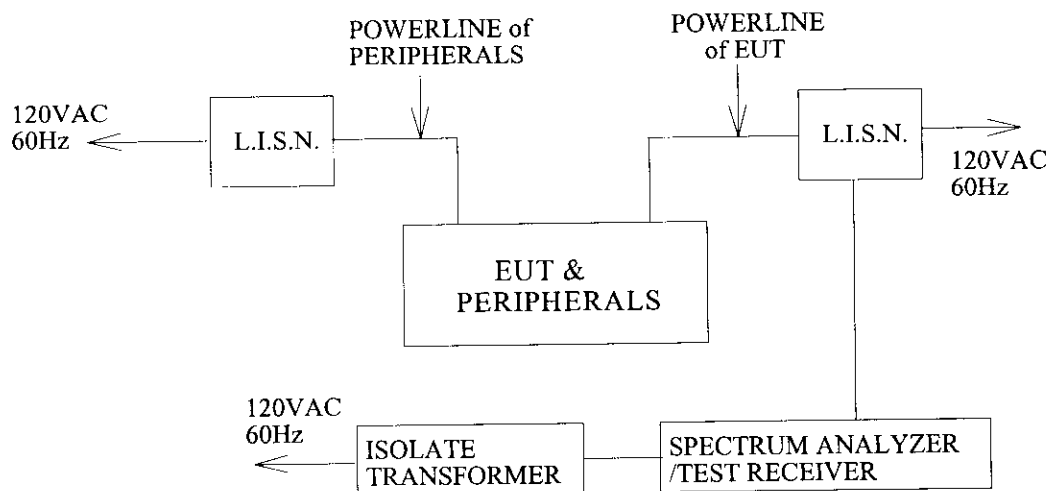 POWERLINE of
PERIPHERALS
POWERLINE
of EUT
120VAC
60Hz
L.I.S.N.
L.I.S.N.
120VAC
60Hz
EUT &
PERIPHERALS
120VAC
60Hz
ISOLATE
TRANSFORMER
SPECTRUM ANALYZER
/TEST RECEIVER